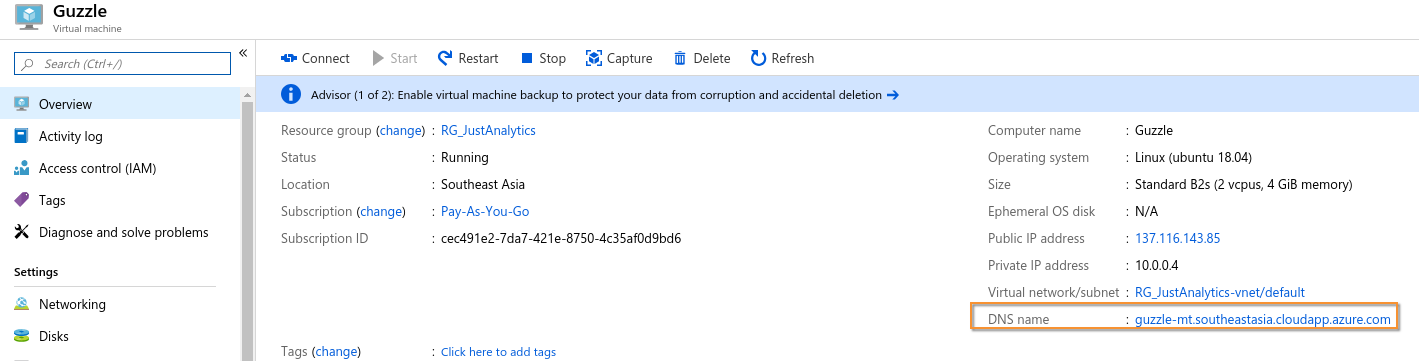 Guzzle
Virtual machine
Search (Ctrl+/)
«
Overview
Activity log
Access control (IAM)
Tags
Diagnose and solve problems
Settings
Networking
Disks
Connect Start Restart Stop Capture Delete Refresh
Advisor (1 of 2): Enable virtual machine backup to protect your data from corruption and accidental deletion →
Resource group (change) : RG_JustAnalytics
Status : Running
Location : Southeast Asia
Subscription (change) : Pay-As-You-Go
Subscription ID : cec491e2-7da7-421e-8750-4c35af0d9bd6
Computer name : Guzzle
Operating system : Linux (ubuntu 18.04)
Size : Standard B2s (2 vcpus, 4 GiB memory)
Ephemeral OS disk : N/A
Public IP address : 137.116.143.85
Private IP address : 10.0.0.4
Virtual network/subnet : RG_JustAnalytics-vnet/default
DNS name : guzzle-mt.southeastasia.cloudapp.azure.com
Tags (change) : Click here to add tags